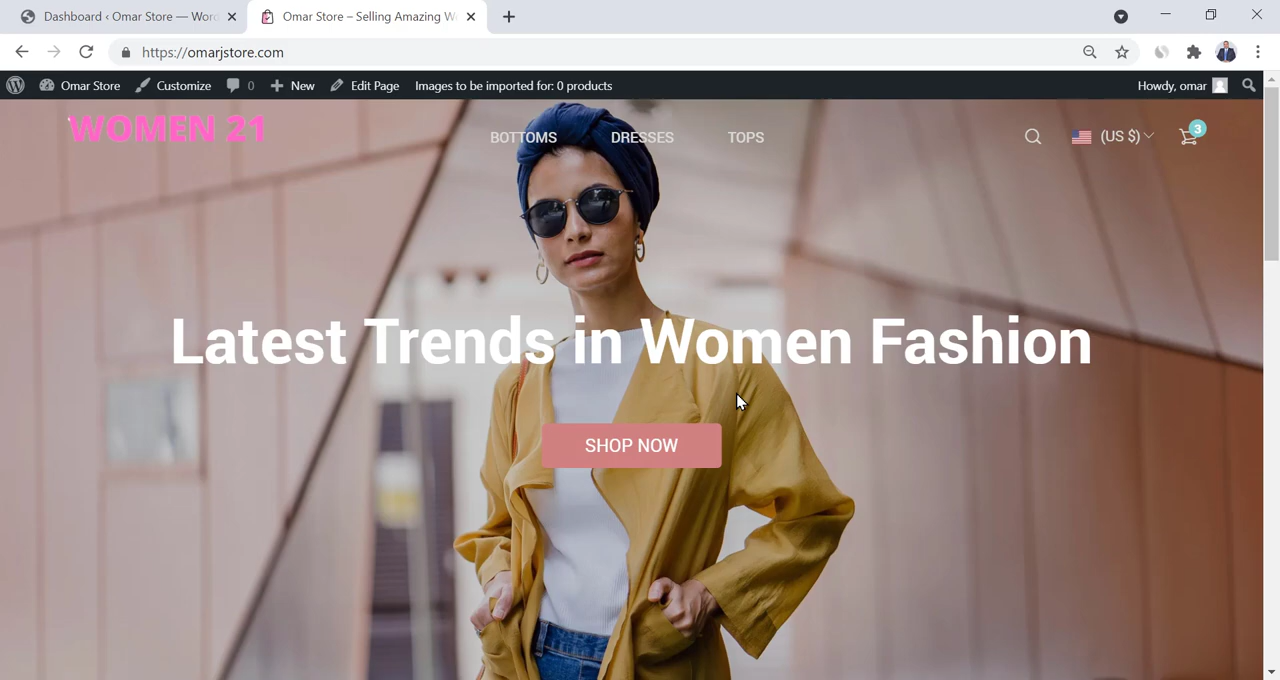 Dashboard ‹ Omar Store — Wor
Omar Store – Selling Amazing W
https://omarjstore.com
Omar Store
Customize
0
New
Edit Page
Images to be imported for: 0 products
Howdy, omar
WOMEN 21
BOTTOMS
DRESSES
TOPS
(US $)
3
Latest Trends in Women Fashion
SHOP NOW